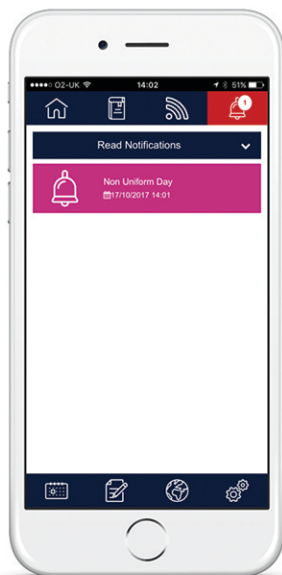 O2-UK 14:02 51%
1
Read Notifications
Non Uniform Day
17/10/2017 14:01